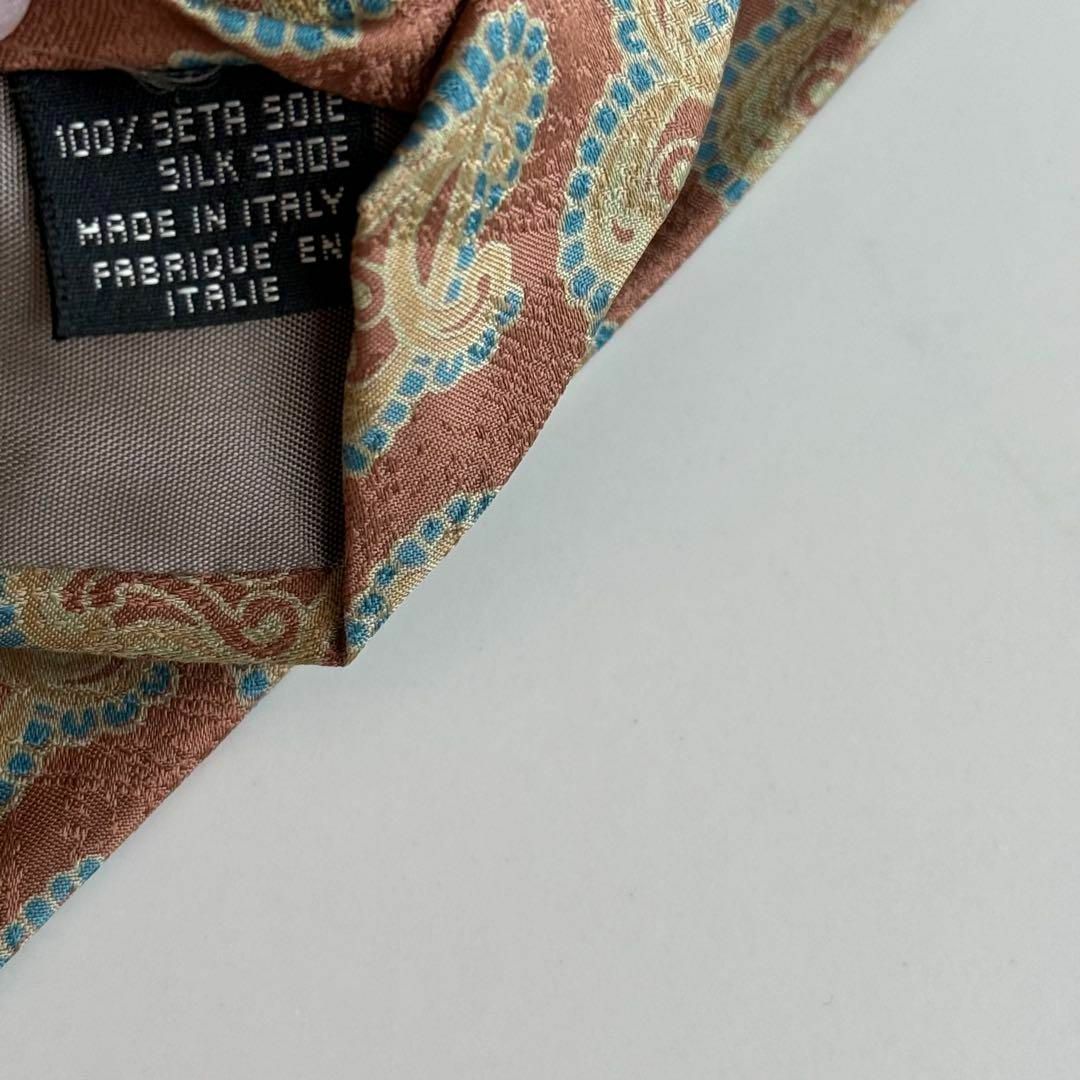 100% SETA SOIE
SILK SEIDE
MADE IN ITALY
FABRIQUE' EN
ITALIE